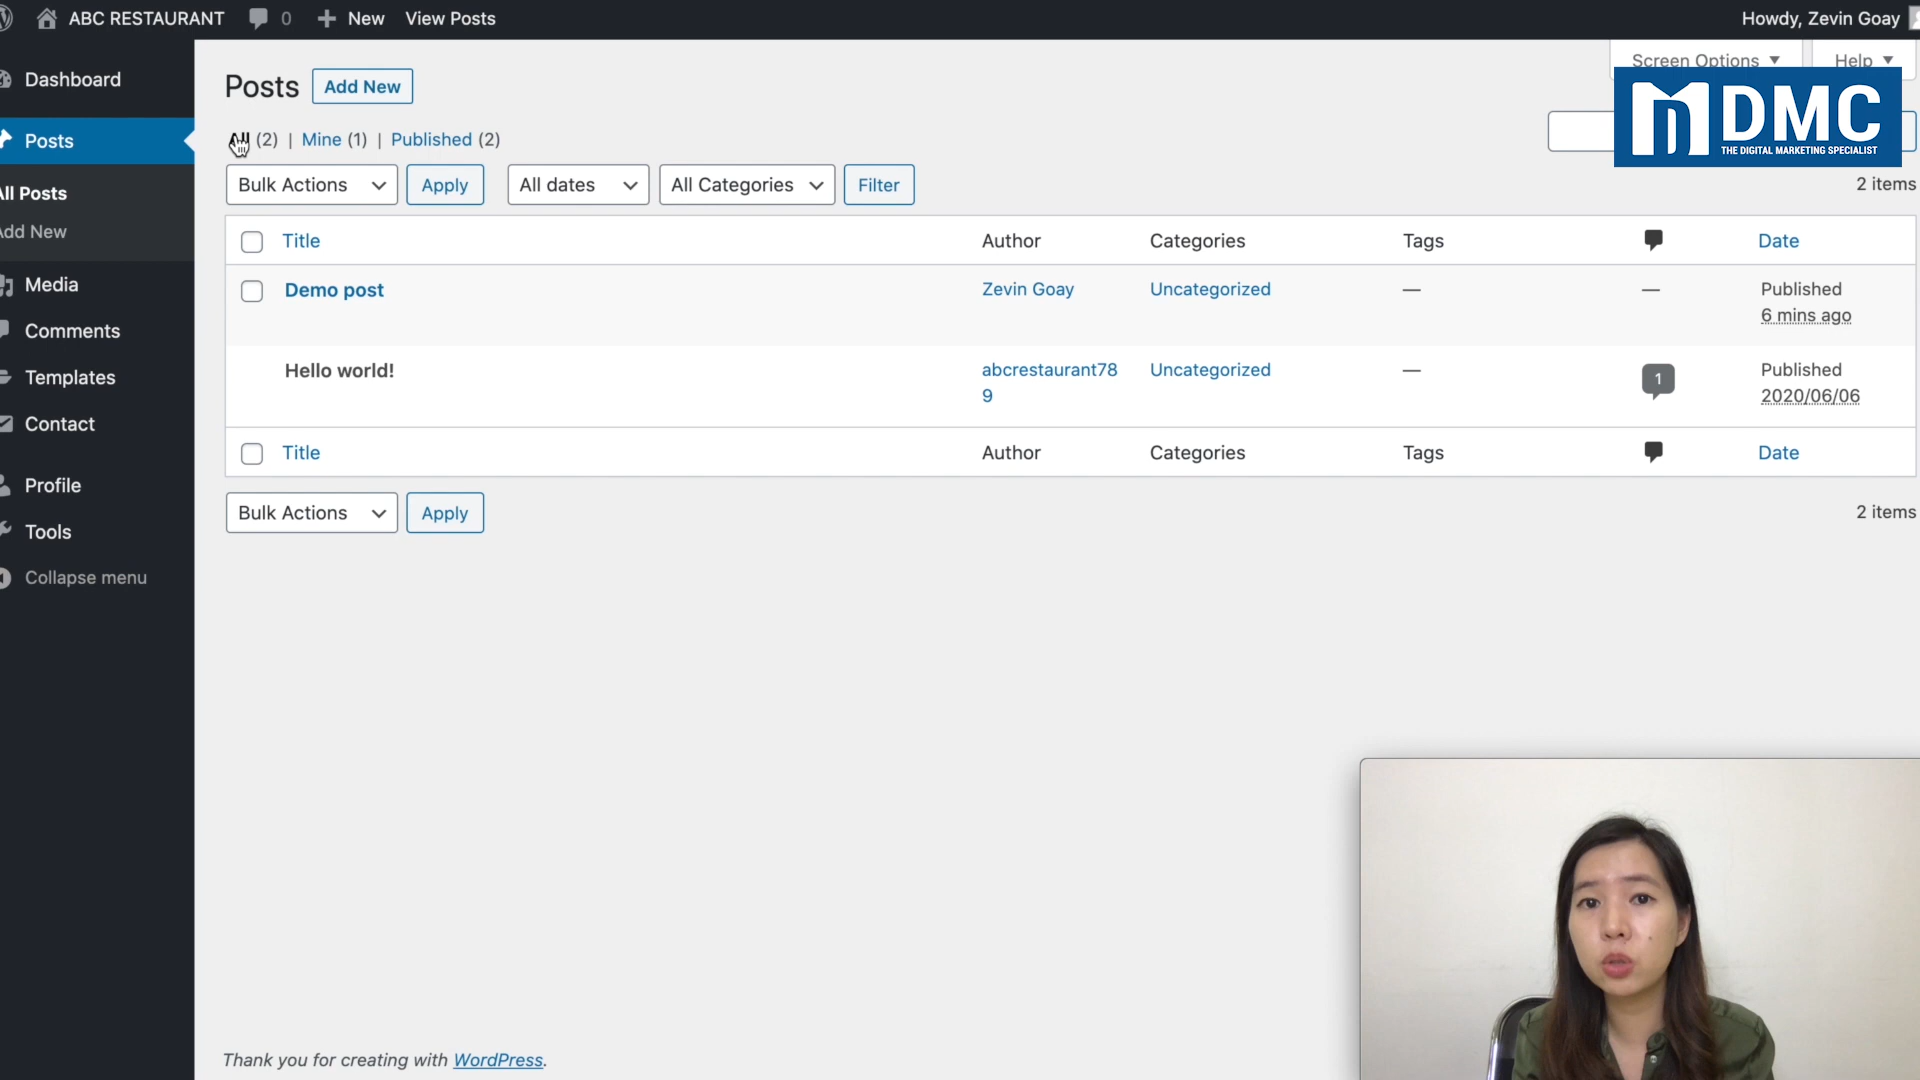 ABC RESTAURANT 0 New View Posts Howdy, Zevin Goay
Dashboard
Posts
All Posts
Add New
Media
Comments
Templates
Contact
Profile
Tools
Collapse menu
Screen Options Help
DMC
THE DIGITAL MARKETING SPECIALIST
Posts Add New
All (2) | Mine (1) | Published (2)
Bulk Actions Apply All dates All Categories Filter 2 items
Title Author Categories Tags Date
Demo post Zevin Goay Uncategorized — — Published
6 mins ago
Hello world! abcrestaurant78 Uncategorized — 1 Published
9 2020/06/06
Title Author Categories Tags Date
Bulk Actions Apply 2 items
Thank you for creating with WordPress.